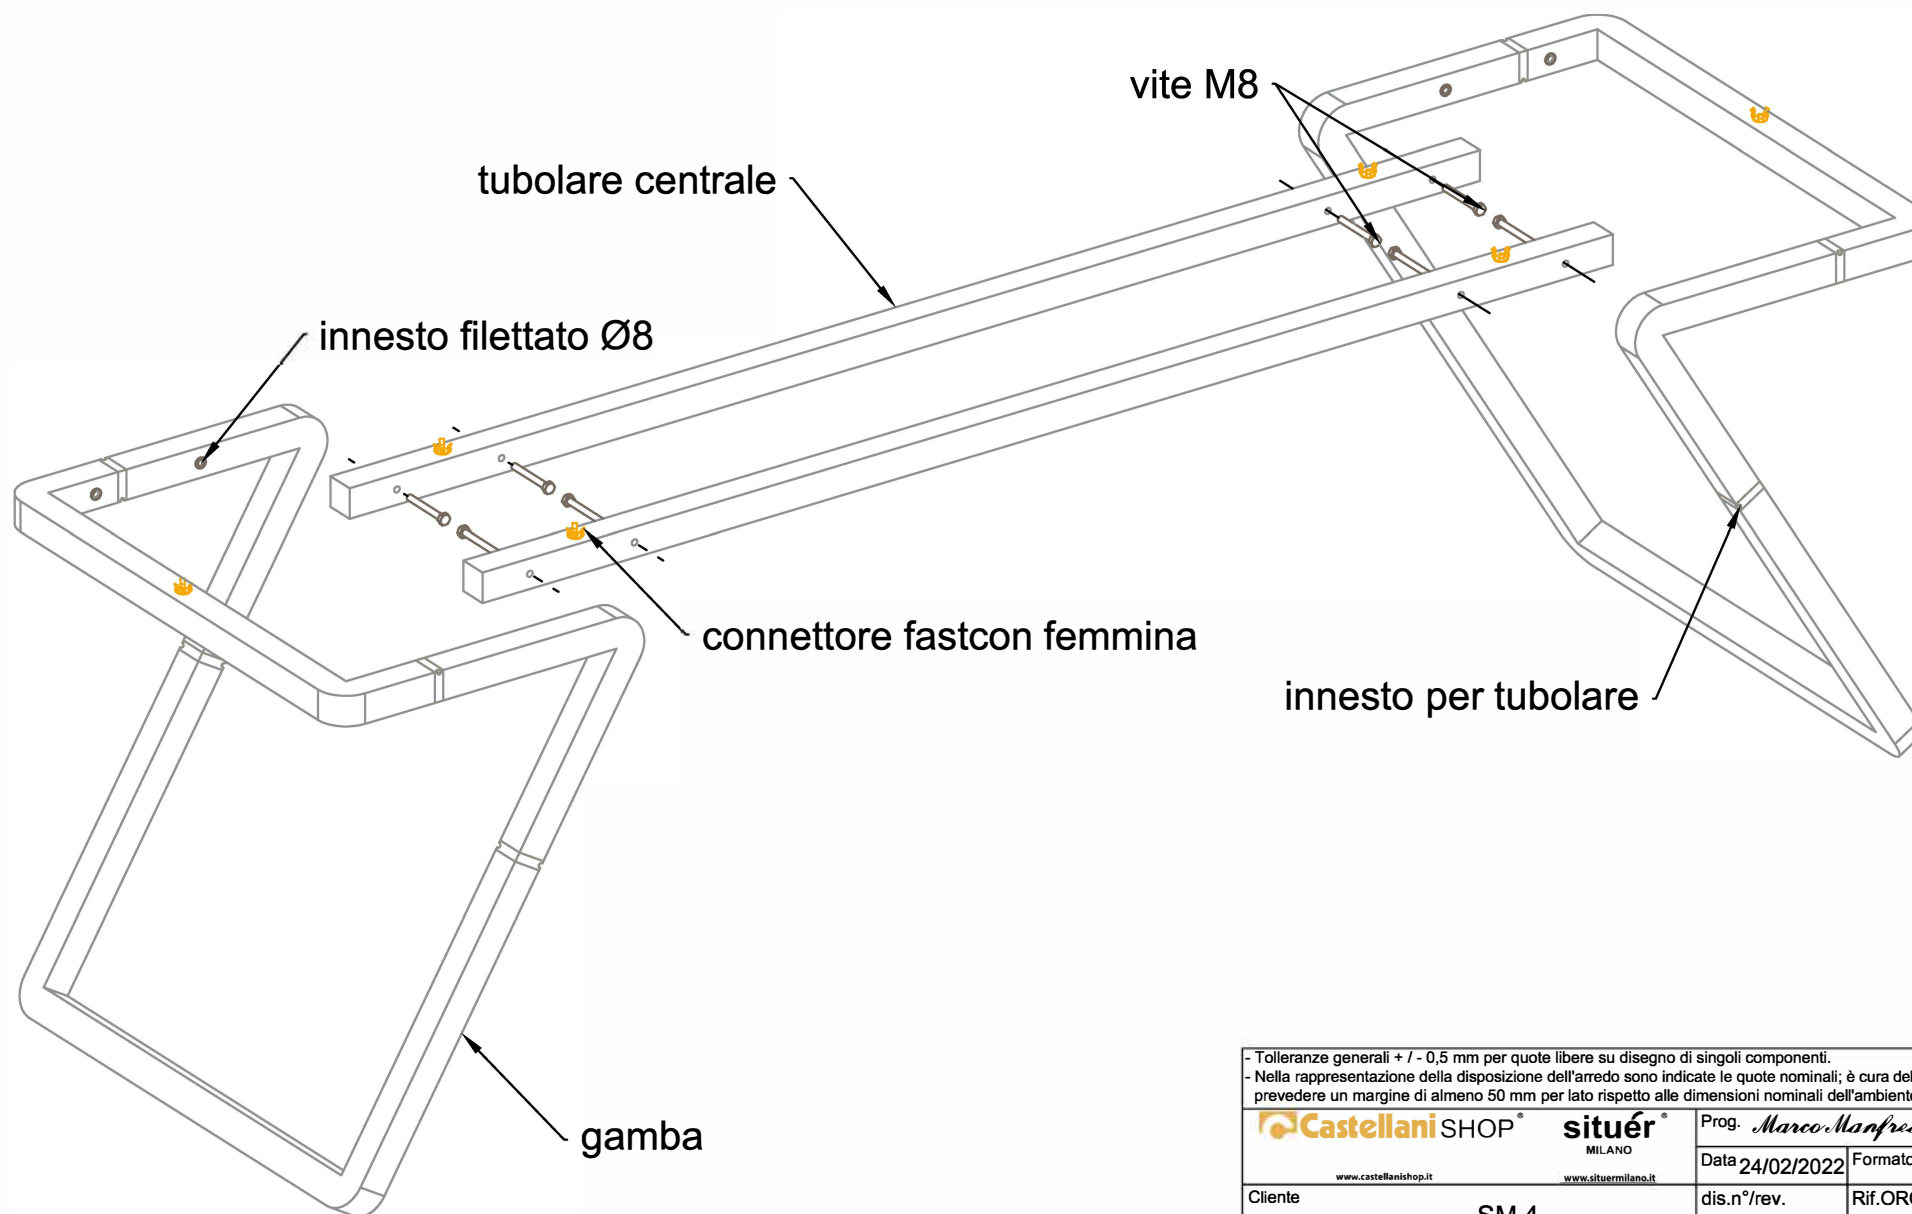 vite M8
tubolare centrale
innesto filettato Ø8
connettore fastcon femmina
innesto per tubolare
gamba
- Tolleranze generali + / - 0,5 mm per quote libere su disegno di singoli componenti.
- Nella rappresentazione della disposizione dell'arredo sono indicate le quote nominali; è cura del
prevedere un margine di almeno 50 mm per lato rispetto alle dimensioni nominali dell'ambiente
Castellani SHOP®
www.castellanishop.it
situér®
MILANO
www.situermilano.it
Prog. Marco
Data 24/02/2022
Formato
Cliente
SM 4
dis.n°/rev.